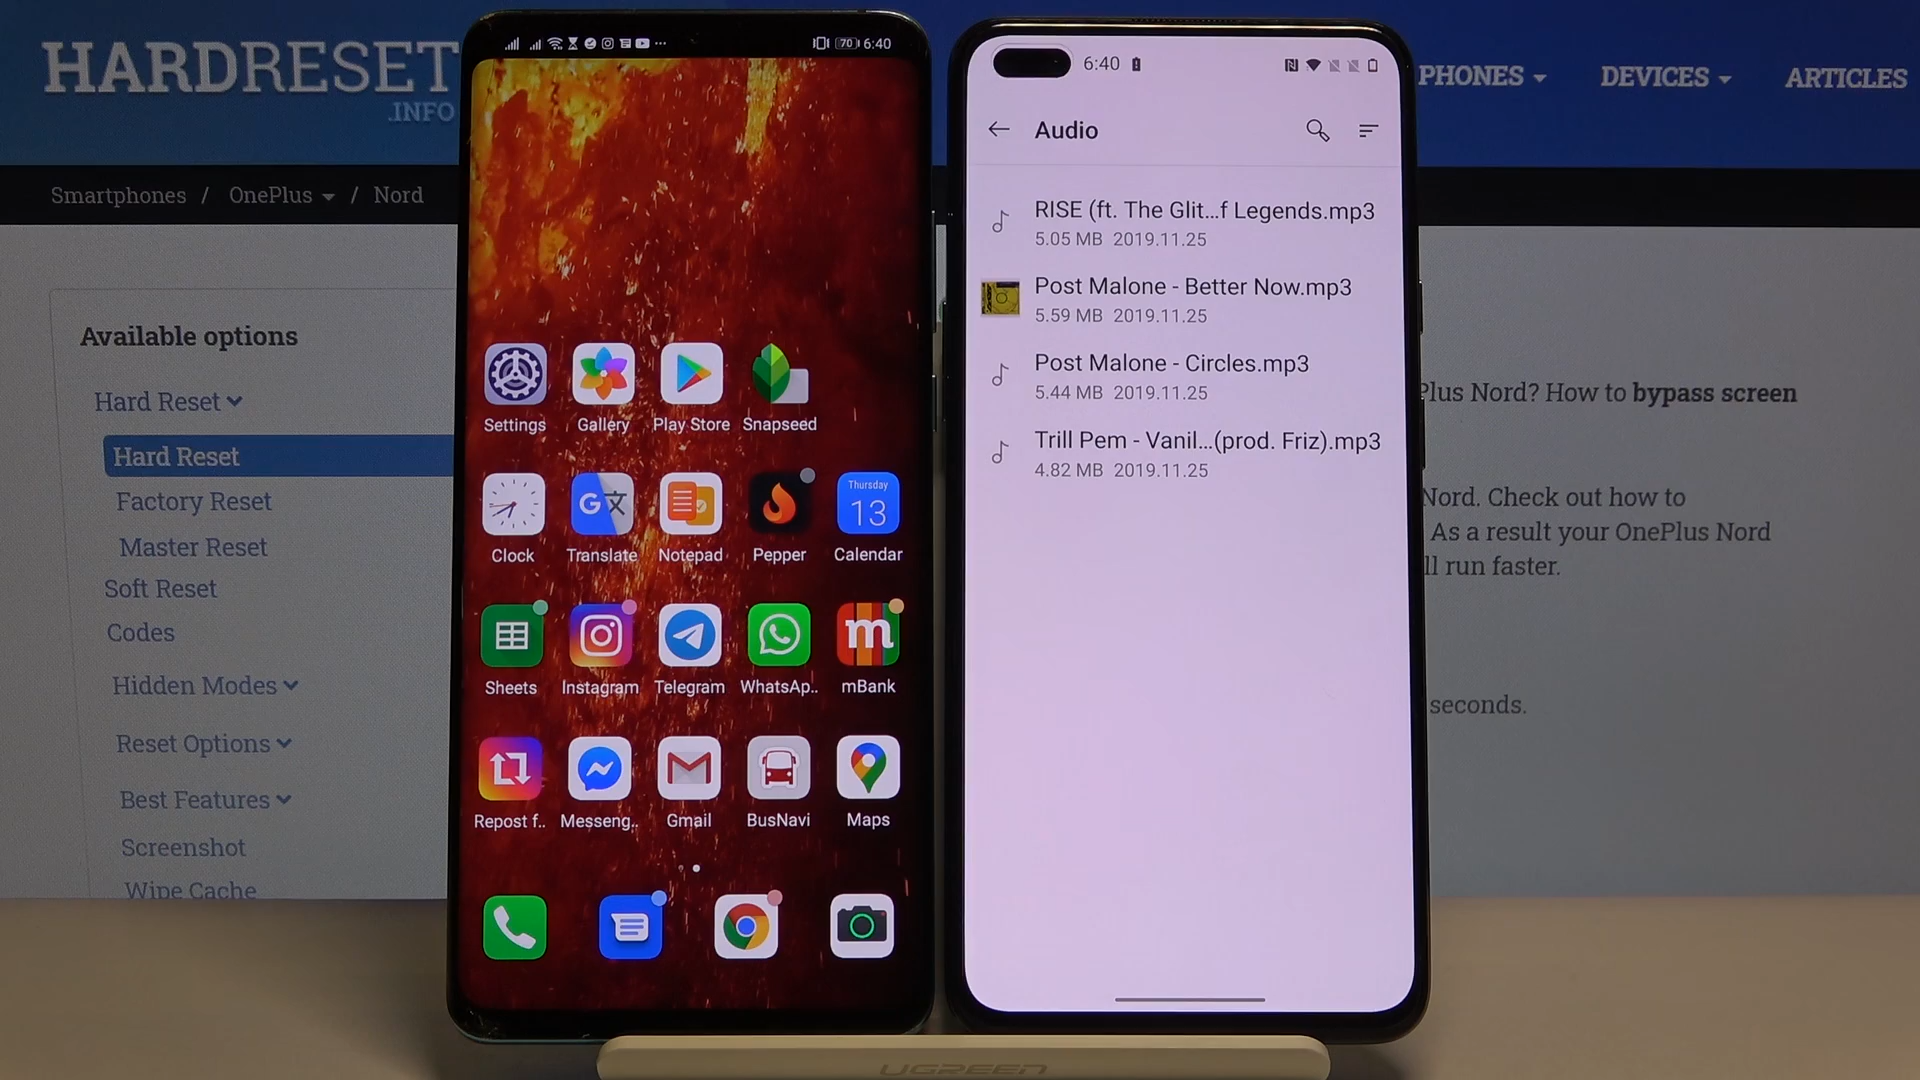 HARDRESET
.INFO
PHONES
DEVICES
ARTICLES
Smartphones / OnePlus / Nord
Available options
Hard Reset
Hard Reset
Factory Reset
Master Reset
Soft Reset
Codes
Hidden Modes
Reset Options
Best Features
Screenshot
Wipe Cache
70 6:40
Settings
Gallery
Play Store
Snapseed
Thursday
13
Clock
Translate
Notepad
Pepper
Calendar
Sheets
Instagram
Telegram
WhatsAp..
mBank
Repost f..
Messeng..
Gmail
BusNavi
Maps
6:40
Audio
RISE (ft. The Glit...f Legends.mp3
5.05 MB 2019.11.25
Post Malone - Better Now.mp3
5.59 MB 2019.11.25
Post Malone - Circles.mp3
5.44 MB 2019.11.25
Trill Pem - Vanil...(prod. Friz).mp3
4.82 MB 2019.11.25
Plus Nord? How to bypass screen
Nord. Check out how to
As a result your OnePlus Nord
ll run faster.
seconds.
UGREEN